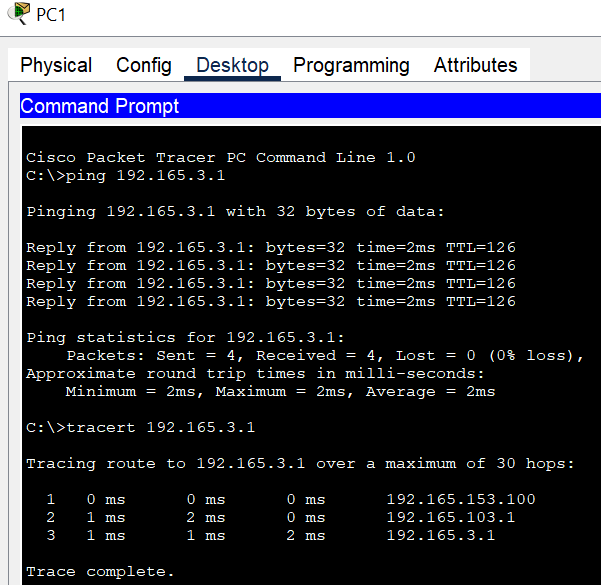 PC1
Physical Config Desktop Programming Attributes
Command Prompt
Cisco Packet Tracer PC Command Line 1.0
C:\>ping 192.165.3.1
Pinging 192.165.3.1 with 32 bytes of data:
Reply from 192.165.3.1: bytes=32 time=2ms TTL=126
Reply from 192.165.3.1: bytes=32 time=2ms TTL=126
Reply from 192.165.3.1: bytes=32 time=2ms TTL=126
Reply from 192.165.3.1: bytes=32 time=2ms TTL=126
Ping statistics for 192.165.3.1:
Packets: Sent = 4, Received = 4, Lost = 0 (0% loss),
Approximate round trip times in milli-seconds:
Minimum = 2ms, Maximum = 2ms, Average = 2ms
C:\>tracert 192.165.3.1
Tracing route to 192.165.3.1 over a maximum of 30 hops:
1 0 ms 0 ms 0 ms 192.165.153.100
2 1 ms 2 ms 0 ms 192.165.103.1
3 1 ms 1 ms 2 ms 192.165.3.1
Trace complete.